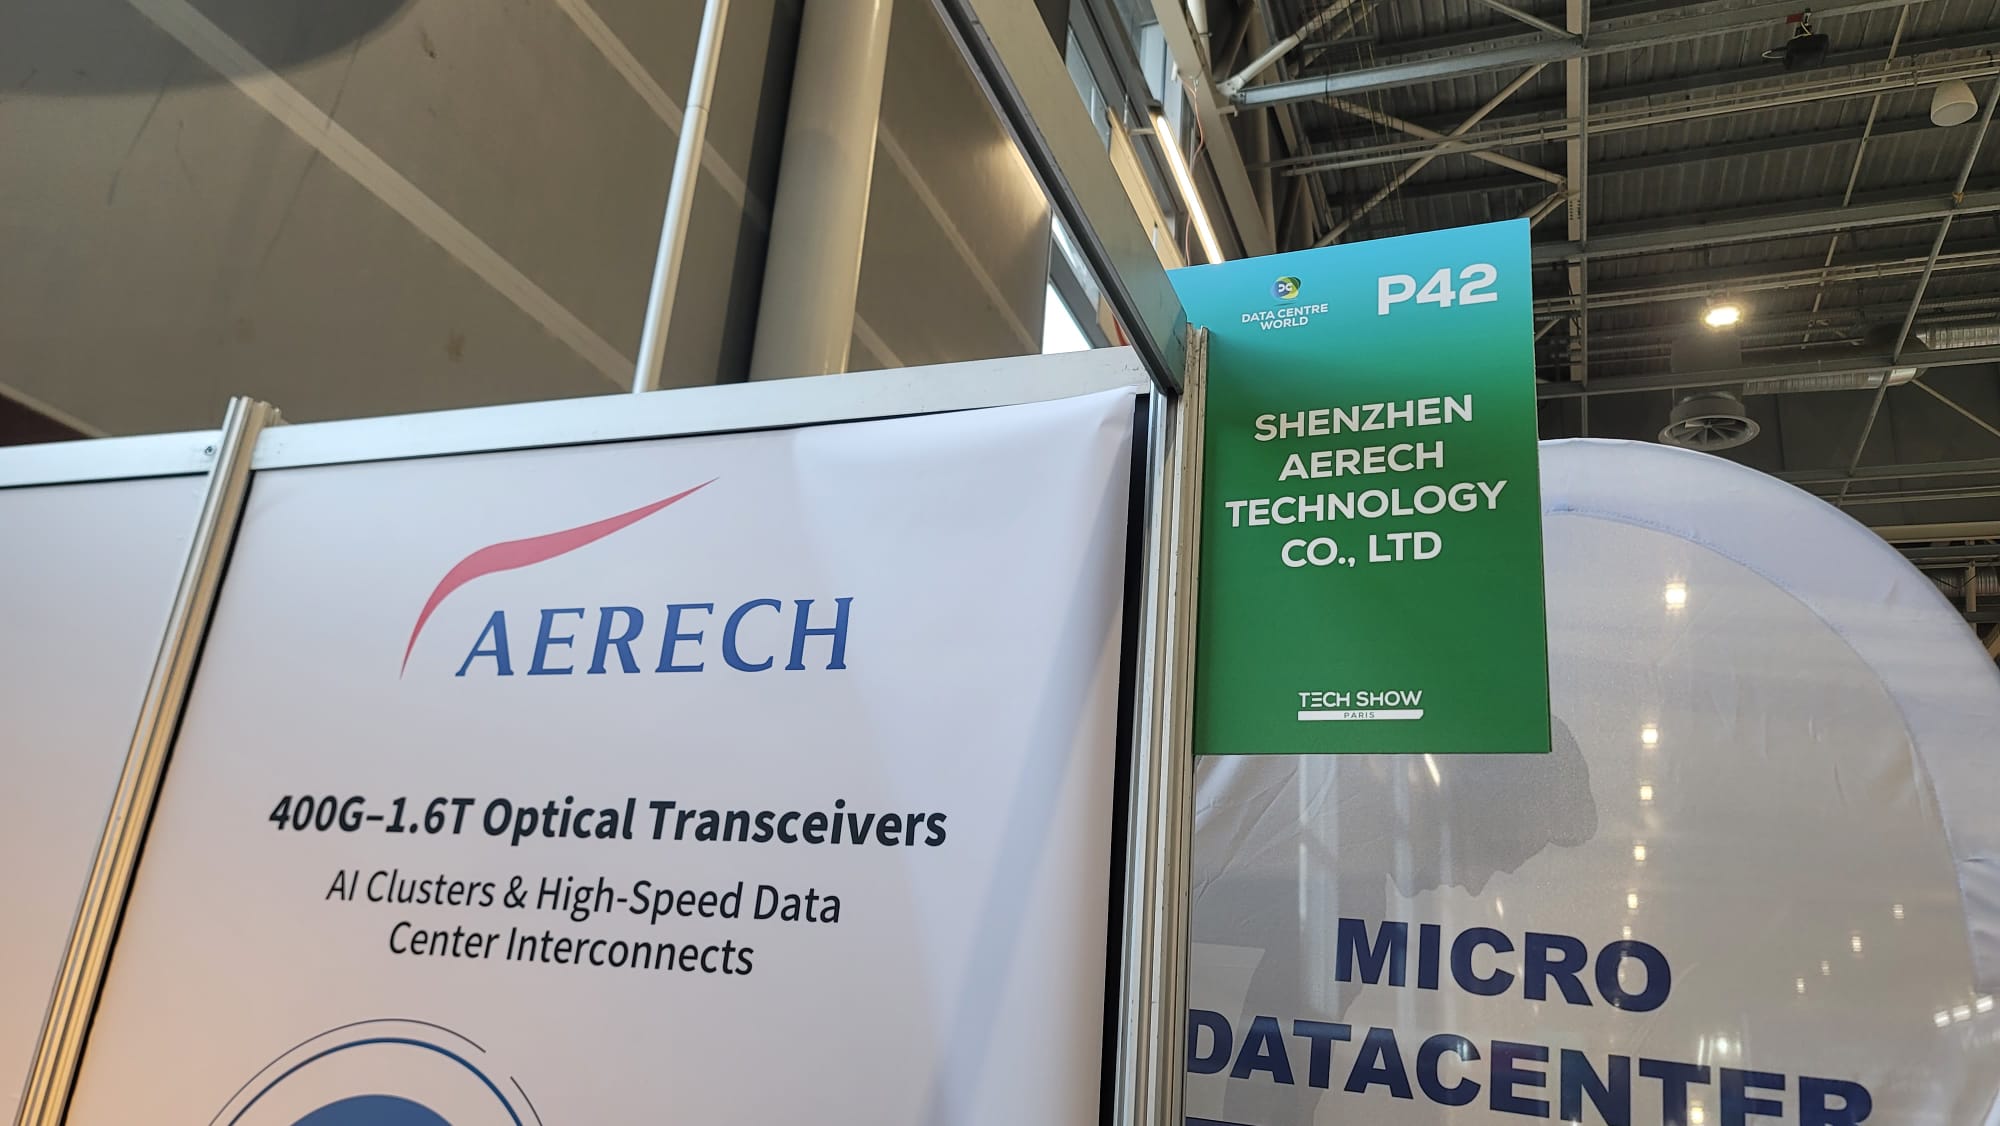 AERECH
400G–1.6T Optical Transceivers
AI Clusters & High-Speed Data
Center Interconnects
DC
DATA CENTRE
WORLD
P42
SHENZHEN
AERECH
TECHNOLOGY
CO., LTD
TECH SHOW
PARIS
MICRO
DATACENTER